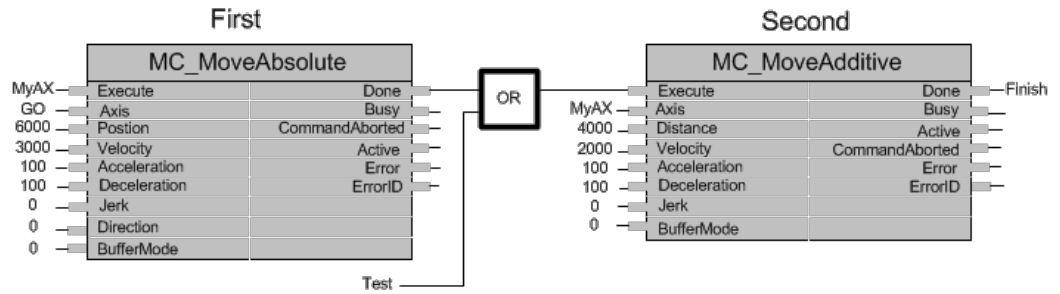 First
Second
MC_MoveAbsolute
MC_MoveAdditive
MyAX Execute Done
GO Axis Busy
6000 Postion CommandAborted
3000 Velocity Active
100 Acceleration Error
100 Deceleration ErrorID
0 Jerk
0 Direction
0 BufferMode
OR
Test
Execute Done Finish
MyAX Axis Busy
4000 Distance Active
2000 Velocity CommandAborted
100 Acceleration Error
100 Deceleration ErrorID
0 Jerk
0 BufferMode